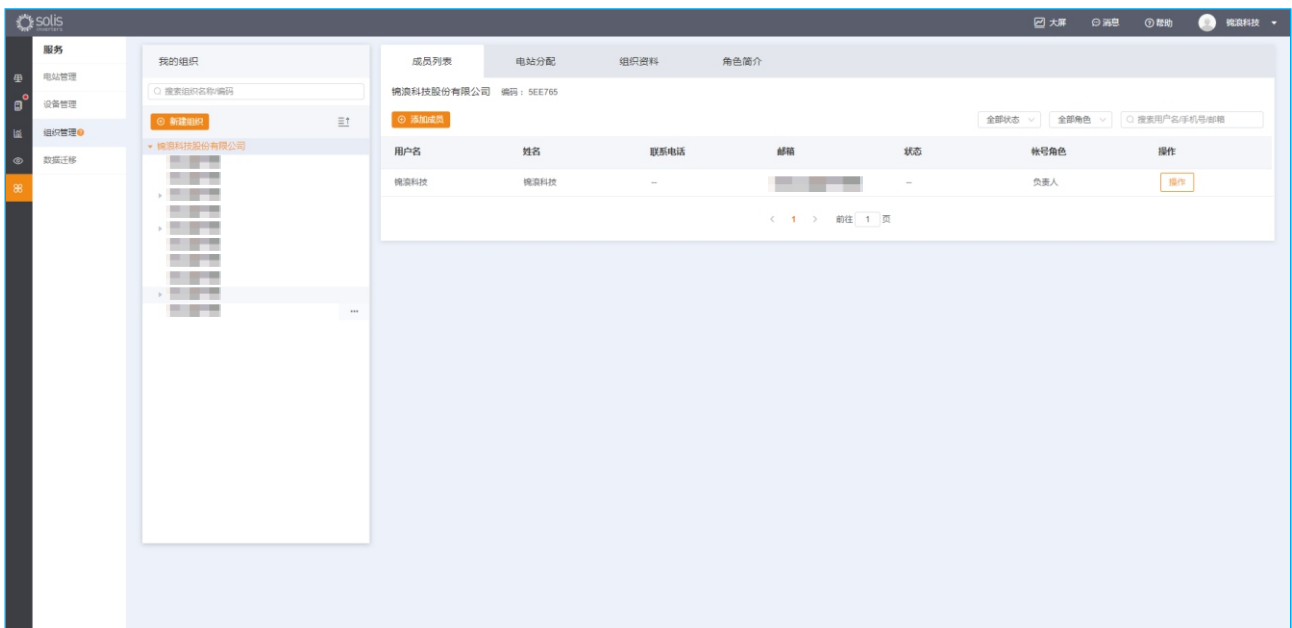 solis
inverters
大屏
消息
帮助
锦浪科技
服务
电站管理
设备管理
组织管理
数据迁移
我的组织
搜索组织名称/编码
新建组织
锦浪科技股份有限公司
成员列表
电站分配
组织资料
角色简介
锦浪科技股份有限公司 编码：5EE765
添加成员
全部状态
全部角色
搜索用户名/手机号/邮箱
用户名 姓名 联系电话 邮箱 状态 帐号角色 操作
锦浪科技 锦浪科技 -- -- 负责人 操作
< 1 > 前往 1 页